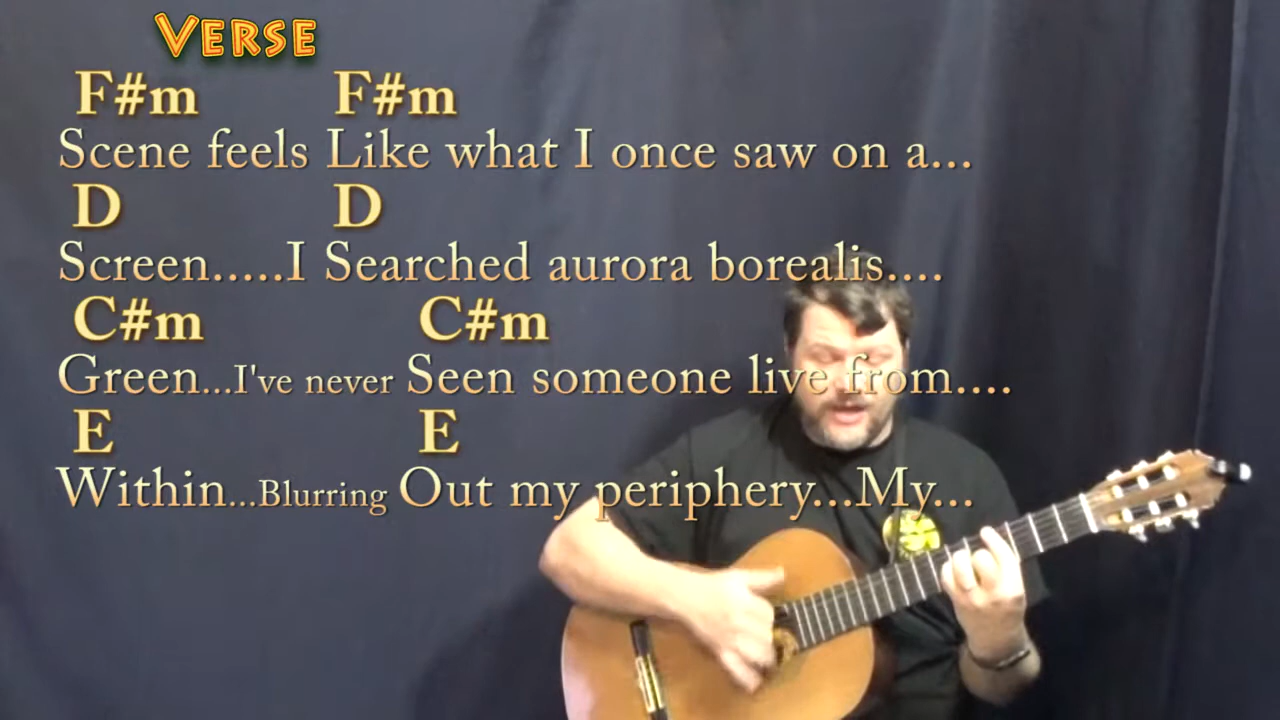 VERSE
F#m F#m
Scene feels Like what I once saw on a...
D D
Screen.....I Searched aurora borealis....
C#m C#m
Green...I've never Seen someone live from....
E E
Within...Blurring Out my periphery...My...